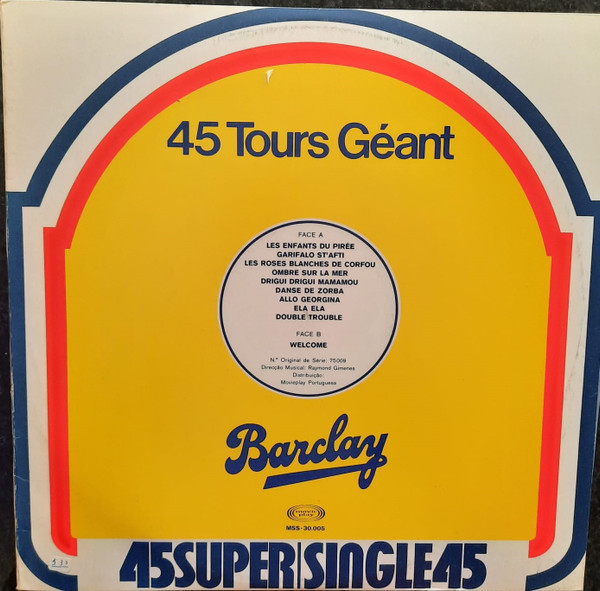 45 Tours Géant
FACE A
LES ENFANTS DU PIRÉE
GARIFALO ST'AFTI
LES ROSES BLANCHES DE CORFOU
OMBRE SUR LA MER
DRIGUI DRIGUI MAMAMOU
DANSE DE ZORBA
ALLO GEORGINA
ELA ELA
DOUBLE TROUBLE
FACE B
WELCOME
N.º Original de Série: 75009
Direcção Musical: Raymond Gimenes
Distribuição:
Movieplay Portuguesa
Barclay
movieplay
MSS-30.005
45SUPER|SINGLE45